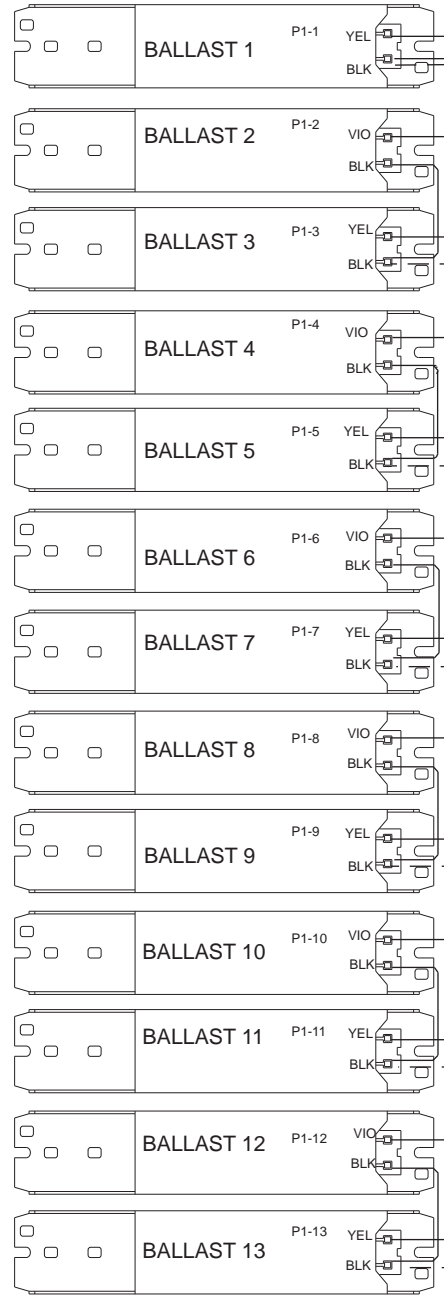 BALLAST 1 P1-1 YEL
BLK
BALLAST 2 P1-2 VIO
BLK
BALLAST 3 P1-3 YEL
BLK
BALLAST 4 P1-4 VIO
BLK
BALLAST 5 P1-5 YEL
BLK
BALLAST 6 P1-6 VIO
BLK
BALLAST 7 P1-7 YEL
BLK
BALLAST 8 P1-8 VIO
BLK
BALLAST 9 P1-9 YEL
BLK
BALLAST 10 P1-10 VIO
BLK
BALLAST 11 P1-11 YEL
BLK
BALLAST 12 P1-12 VIO
BLK
BALLAST 13 P1-13 YEL
BLK